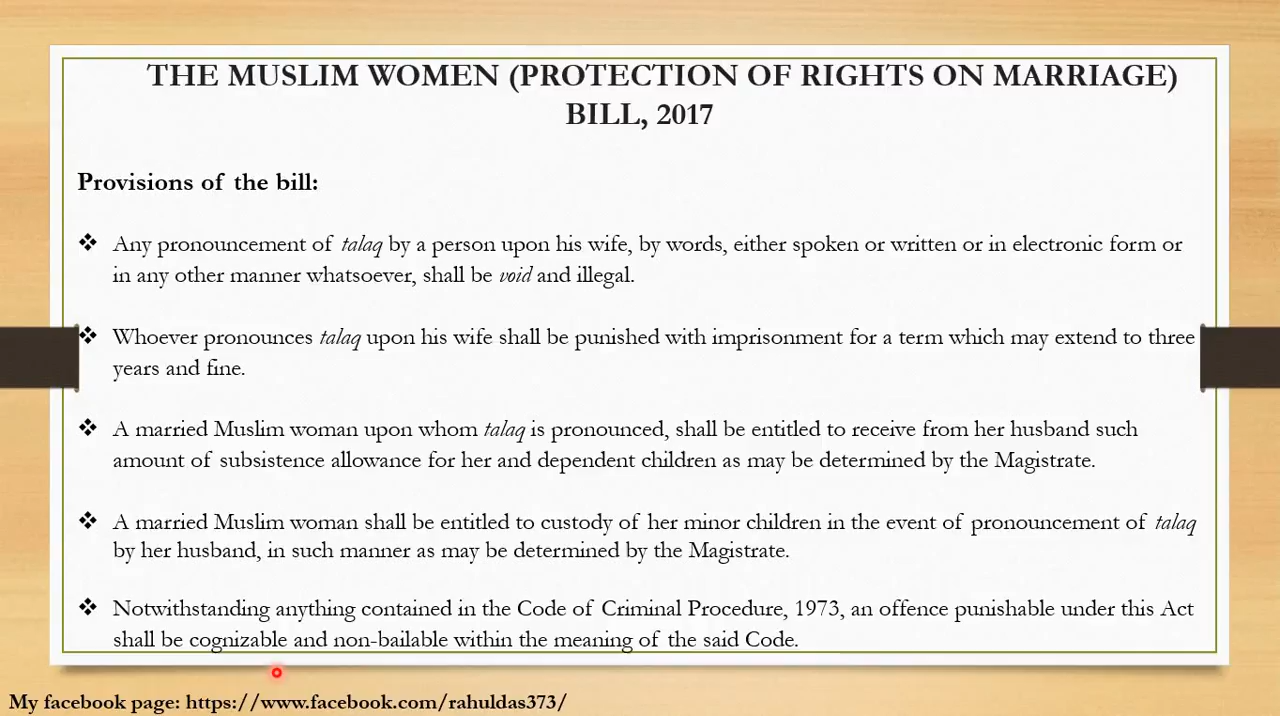 THE MUSLIM WOMEN (PROTECTION OF RIGHTS ON MARRIAGE)
BILL, 2017
Provisions of the bill:
❖ Any pronouncement of talaq by a person upon his wife, by words, either spoken or written or in electronic form or
in any other manner whatsoever, shall be void and illegal.
❖ Whoever pronounces talaq upon his wife shall be punished with imprisonment for a term which may extend to three
years and fine.
❖ A married Muslim woman upon whom talaq is pronounced, shall be entitled to receive from her husband such
amount of subsistence allowance for her and dependent children as may be determined by the Magistrate.
❖ A married Muslim woman shall be entitled to custody of her minor children in the event of pronouncement of talaq
by her husband, in such manner as may be determined by the Magistrate.
❖ Notwithstanding anything contained in the Code of Criminal Procedure, 1973, an offence punishable under this Act
shall be cognizable and non-bailable within the meaning of the said Code.
My facebook page: https://www.facebook.com/rahuldas373/